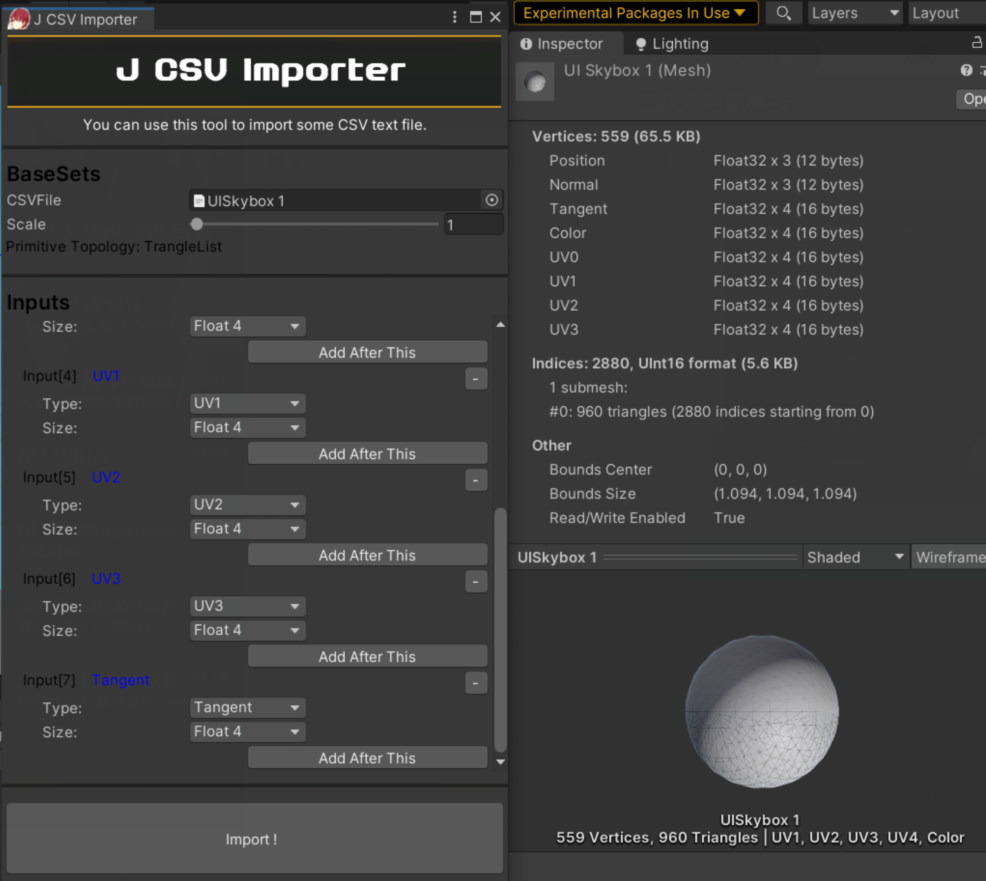 J CSV Importer
J CSV Importer
You can use this tool to import some CSV text file.
BaseSets
CSVFile UISkybox 1
Scale 1
Primitive Topology: TrangleList
Inputs
Size: Float 4
Add After This
Input[4] UV1 -
Type: UV1
Size: Float 4
Add After This
Input[5] UV2 -
Type: UV2
Size: Float 4
Add After This
Input[6] UV3 -
Type: UV3
Size: Float 4
Add After This
Input[7] Tangent -
Type: Tangent
Size: Float 4
Add After This
Import !
Experimental Packages In Use Layers Layout
Inspector Lighting
UI Skybox 1 (Mesh)
Ope
Vertices: 559 (65.5 KB)
Position Float32 x 3 (12 bytes)
Normal Float32 x 3 (12 bytes)
Tangent Float32 x 4 (16 bytes)
Color Float32 x 4 (16 bytes)
UV0 Float32 x 4 (16 bytes)
UV1 Float32 x 4 (16 bytes)
UV2 Float32 x 4 (16 bytes)
UV3 Float32 x 4 (16 bytes)
Indices: 2880, UInt16 format (5.6 KB)
1 submesh:
#0: 960 triangles (2880 indices starting from 0)
Other
Bounds Center (0, 0, 0)
Bounds Size (1.094, 1.094, 1.094)
Read/Write Enabled True
UISkybox 1 Shaded Wireframe
UISkybox 1
559 Vertices, 960 Triangles | UV1, UV2, UV3, UV4, Color